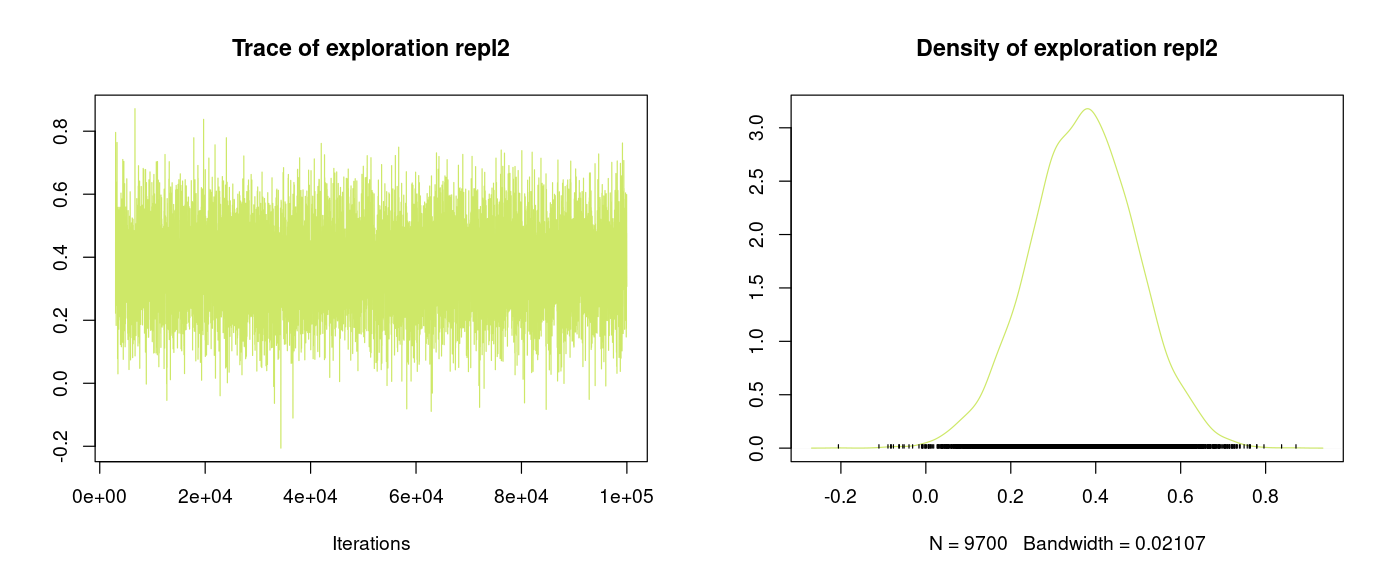 Trace of exploration repl2
0.8
0.6
0.4
0.2
0.0
-0.2
0e+00 2e+04 4e+04 6e+04 8e+04 1e+05
Iterations
Density of exploration repl2
3.0
2.5
2.0
1.5
1.0
0.5
0.0
-0.2 0.0 0.2 0.4 0.6 0.8
N = 9700 Bandwidth = 0.02107